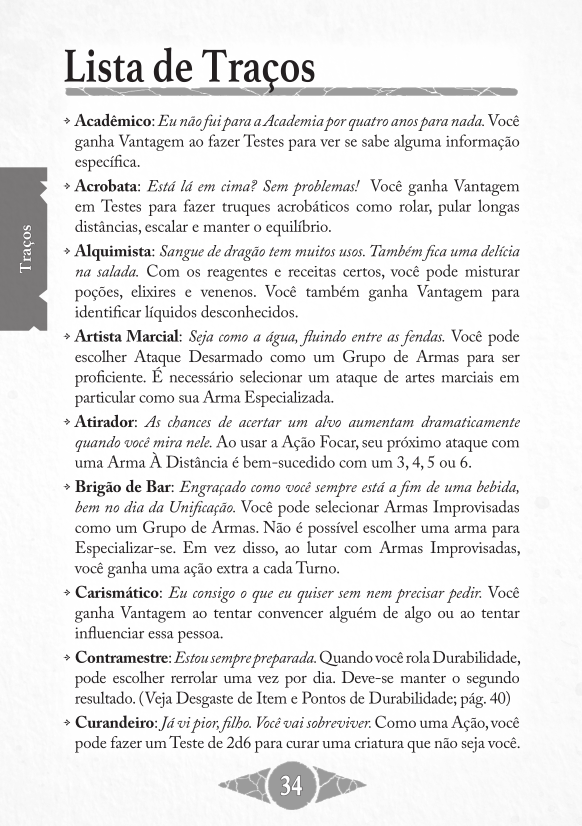 Lista de Traços
Acadêmico: Eu não fui para a Academia por quatro anos para nada. Você
ganha Vantagem ao fazer Testes para ver se sabe alguma informação
específica.
Acrobata: Está lá em cima? Sem problemas! Você ganha Vantagem
em Testes para fazer truques acrobáticos como rolar, pular longas
distâncias, escalar e manter o equilíbrio.
Alquimista: Sangue de dragão tem muitos usos. Também fica uma delícia
na salada. Com os reagentes e receitas certos, você pode misturar
poções, elixires e venenos. Você também ganha Vantagem para
identificar líquidos desconhecidos.
Artista Marcial: Seja como a água, fluindo entre as fendas. Você pode
escolher Ataque Desarmado como um Grupo de Armas para ser
proficiente. É necessário selecionar um ataque de artes marciais em
particular como sua Arma Especializada.
Atirador: As chances de acertar um alvo aumentam dramaticamente
quando você mira nele. Ao usar a Ação Focar, seu próximo ataque com
uma Arma À Distância é bem-sucedido com um 3, 4, 5 ou 6.
Brigão de Bar: Engraçado como você sempre está a fim de uma bebida,
bem no dia da Unificação. Você pode selecionar Armas Improvisadas
como um Grupo de Armas. Não é possível escolher uma arma para
Especializar-se. Em vez disso, ao lutar com Armas Improvisadas,
você ganha uma ação extra a cada Turno.
Carismático: Eu consigo o que eu quiser sem nem precisar pedir. Você
ganha Vantagem ao tentar convencer alguém de algo ou ao tentar
influenciar essa pessoa.
Contramestre: Estou sempre preparada. Quando você rola Durabilidade,
pode escolher rerrolar uma vez por dia. Deve-se manter o segundo
resultado. (Veja Desgaste de Item e Pontos de Durabilidade; pág. 40)
Curandeiro: Já vi pior, filho. Você vai sobreviver. Como uma Ação, você
pode fazer um Teste de 2d6 para curar uma criatura que não seja você.
Traços
34